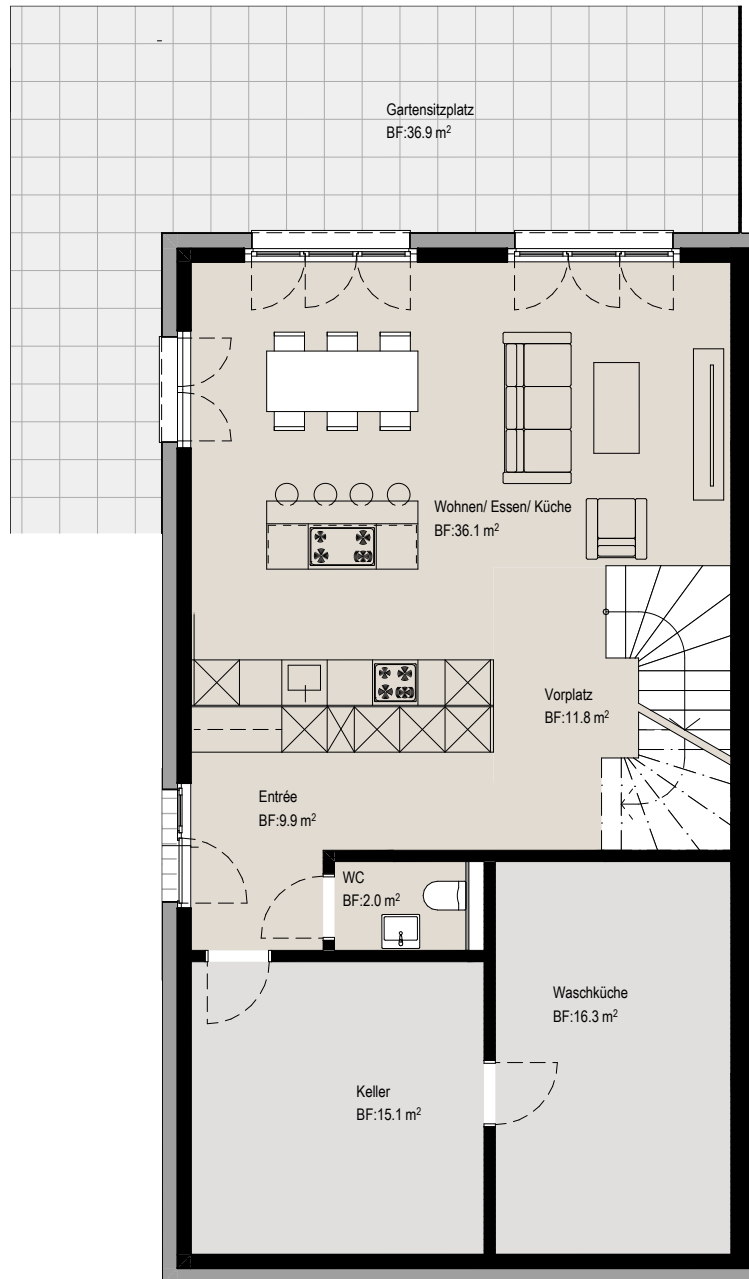 Gartensitzplatz
BF:36.9 m²
Wohnen/ Essen/ Küche
BF:36.1 m²
Vorplatz
BF:11.8 m²
Entrée
BF:9.9 m²
WC
BF:2.0 m²
Waschküche
BF:16.3 m²
Keller
BF:15.1 m²